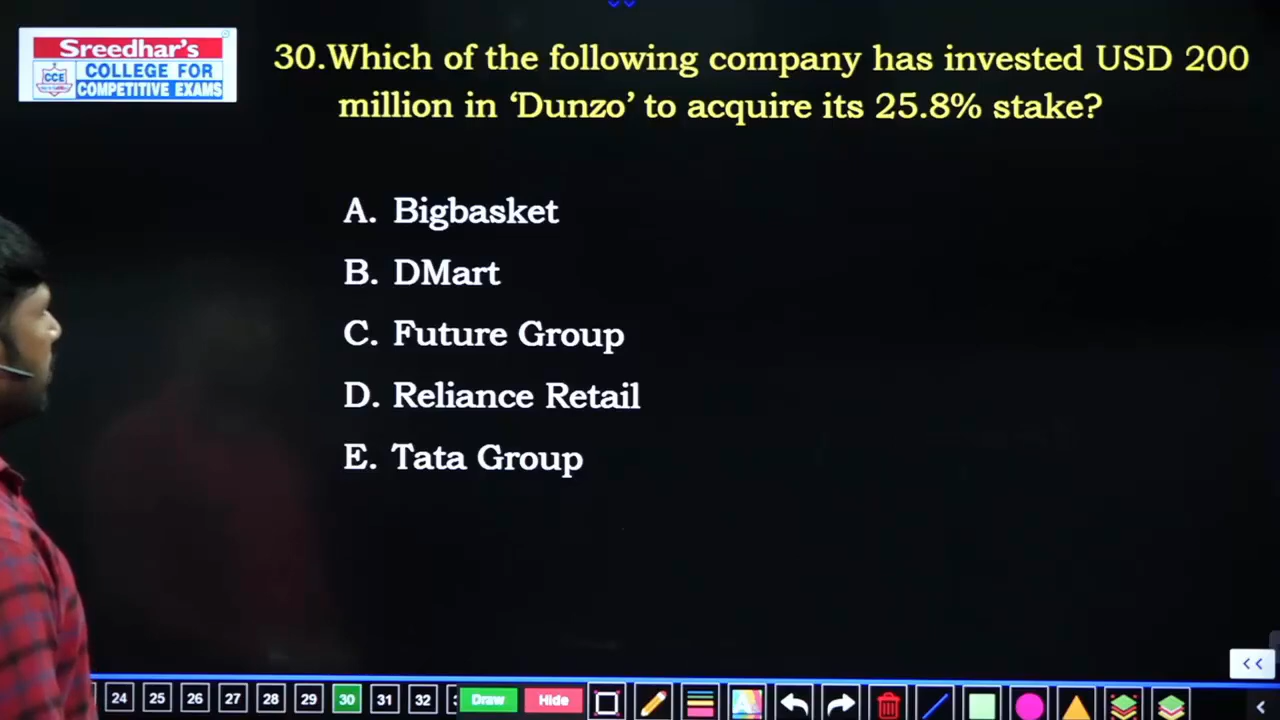 Sreedhar's
CCE
COLLEGE FOR
COMPETITIVE EXAMS
30.Which of the following company has invested USD 200
million in ‘Dunzo’ to acquire its 25.8% stake?
A. Bigbasket
B. DMart
C. Future Group
D. Reliance Retail
E. Tata Group
24 25 26 27 28 29 30 31 32 Draw Hide